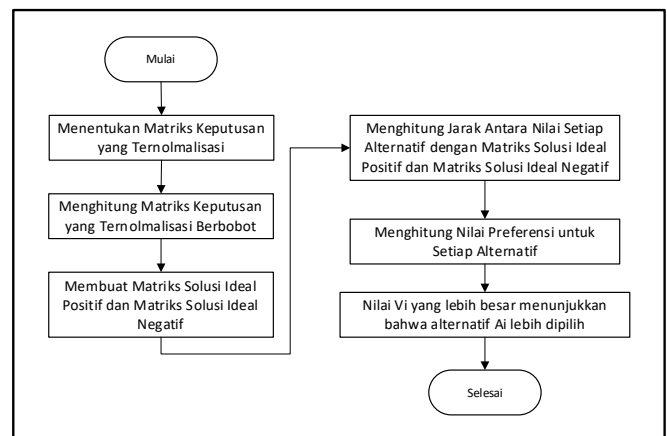 Mulai
Menentukan Matriks Keputusan
yang Ternolmalisasi
Menghitung Matriks Keputusan
yang Ternolmalisasi Berbobot
Membuat Matriks Solusi Ideal
Positif dan Matriks Solusi Ideal
Negatif
Menghitung Jarak Antara Nilai Setiap
Alternatif dengan Matriks Solusi Ideal
Positif dan Matriks Solusi Ideal Negatif
Menghitung Nilai Preferensi untuk
Setiap Alternatif
Nilai Vi yang lebih besar menunjukkan
bahwa alternatif Ai lebih dipilih
Selesai